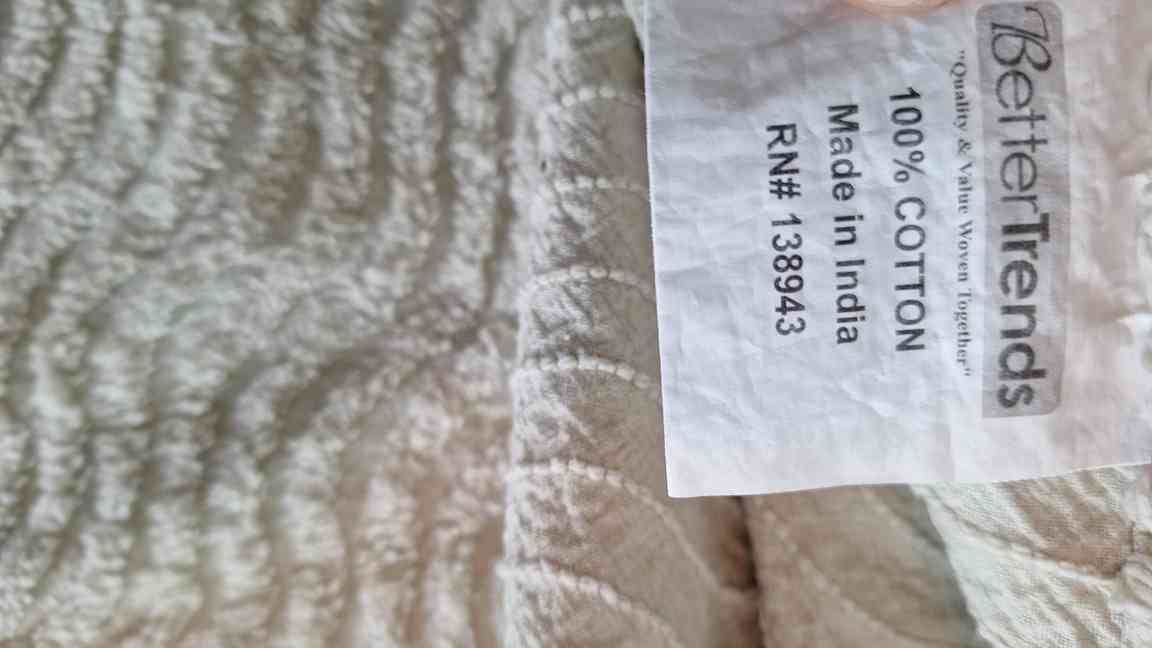 BetterTrends
"Quality & Value Woven Together"
100% COTTON
Made in India
RN# 138943